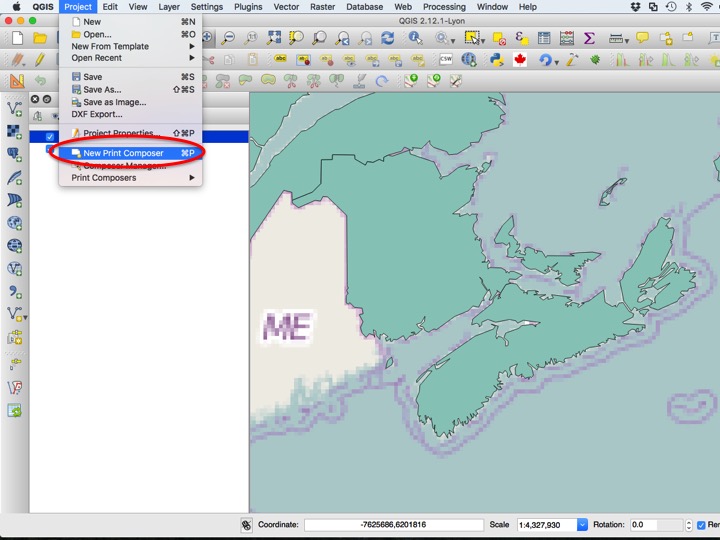 QGIS Project Edit View Layer Settings Plugins Vector Raster Database Web Processing Window Help
QGIS 2.12.1-Lyon
New ⌘N
Open... ⌘O
New From Template
Open Recent
Save ⌘S
Save As... ⇧⌘S
Save as Image...
DXF Export...
Project Properties... ⇧⌘P
New Print Composer ⌘P
Composer Manager...
Print Composers
CSW
ME
Coordinate: -7625686,6201816 Scale 1:4,327,930 Rotation: 0.0 Ren